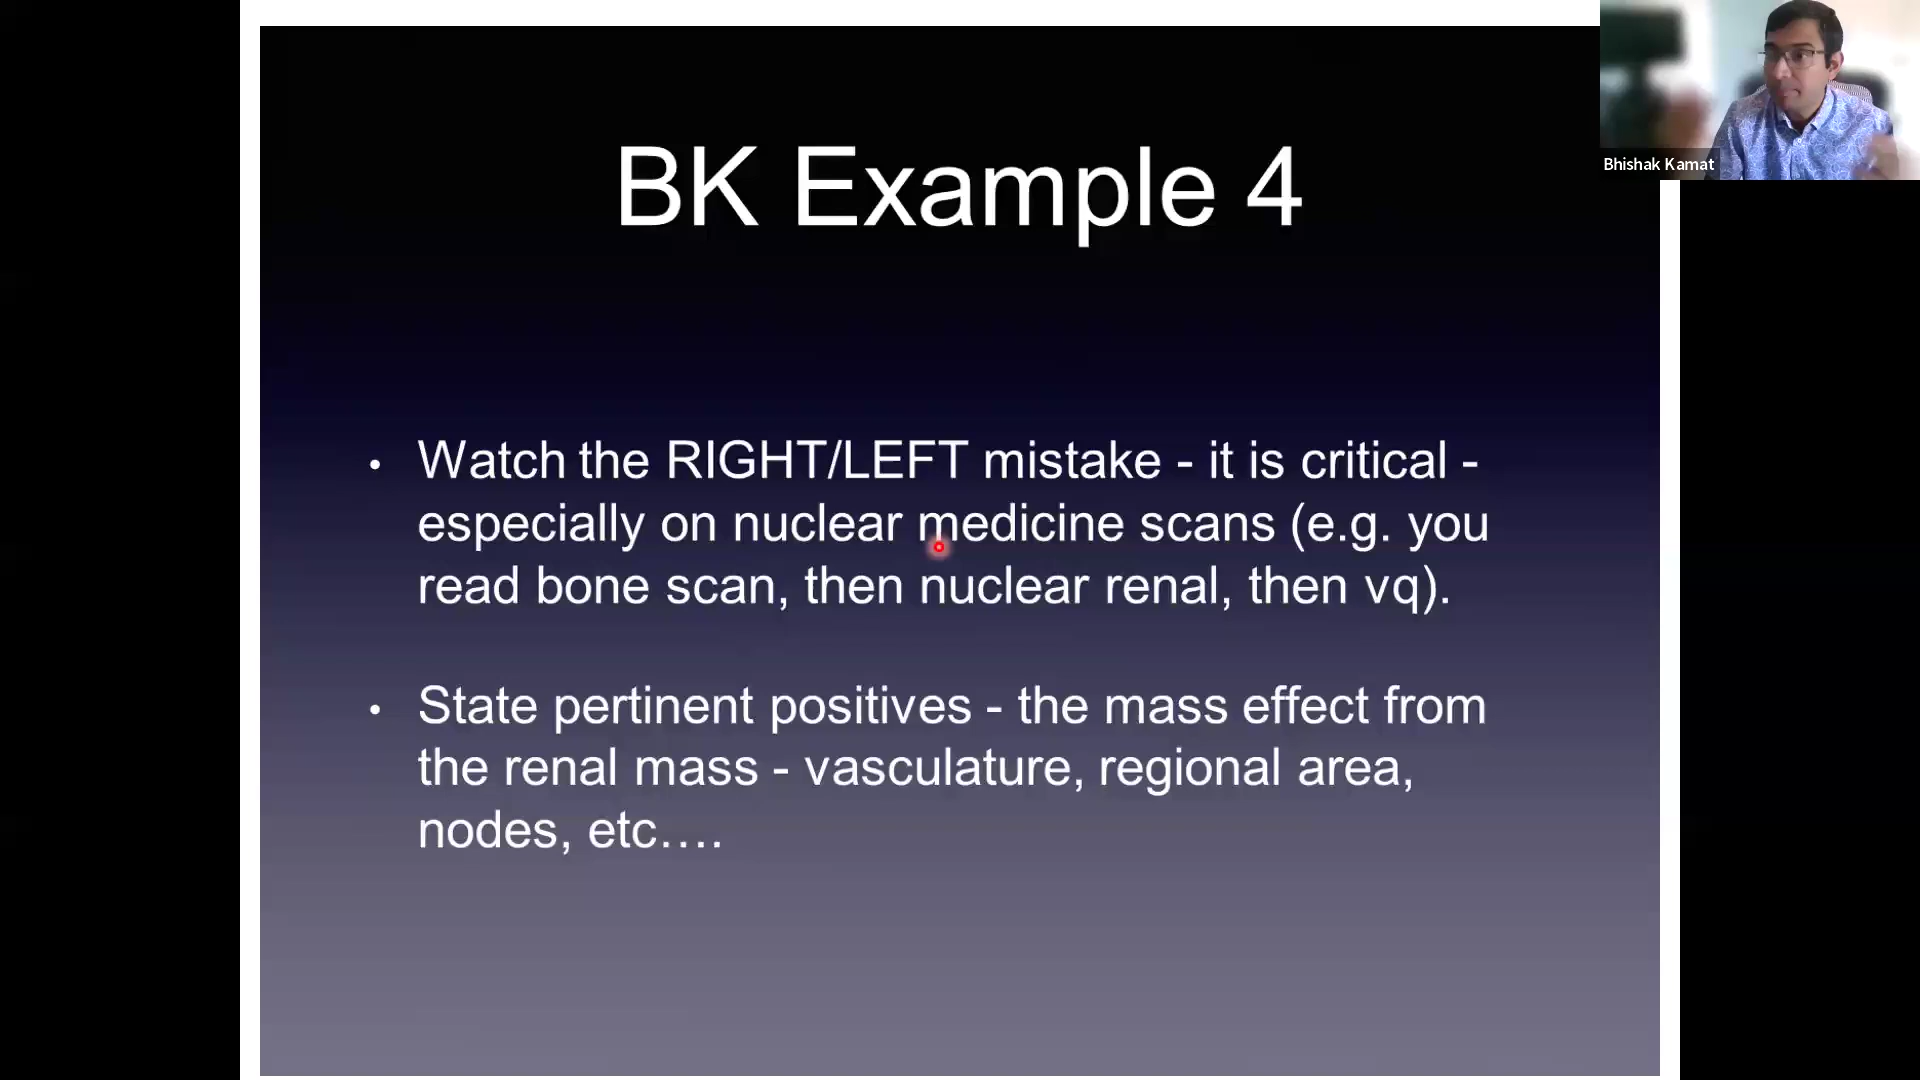 BK Example 4
Bhishak Kamat
• Watch the RIGHT/LEFT mistake - it is critical -
especially on nuclear medicine scans (e.g. you
read bone scan, then nuclear renal, then vq).
• State pertinent positives - the mass effect from
the renal mass - vasculature, regional area,
nodes, etc….